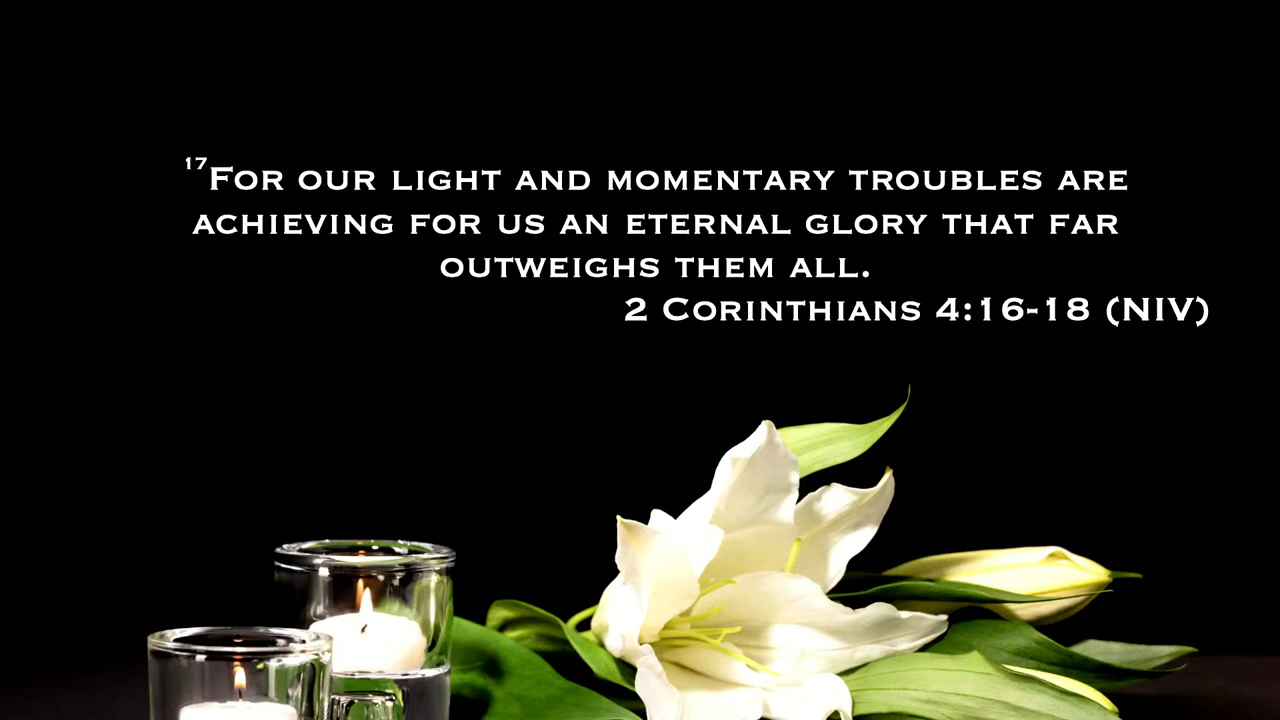 17For our light and momentary troubles are
achieving for us an eternal glory that far
outweighs them all.
2 Corinthians 4:16-18 (NIV)